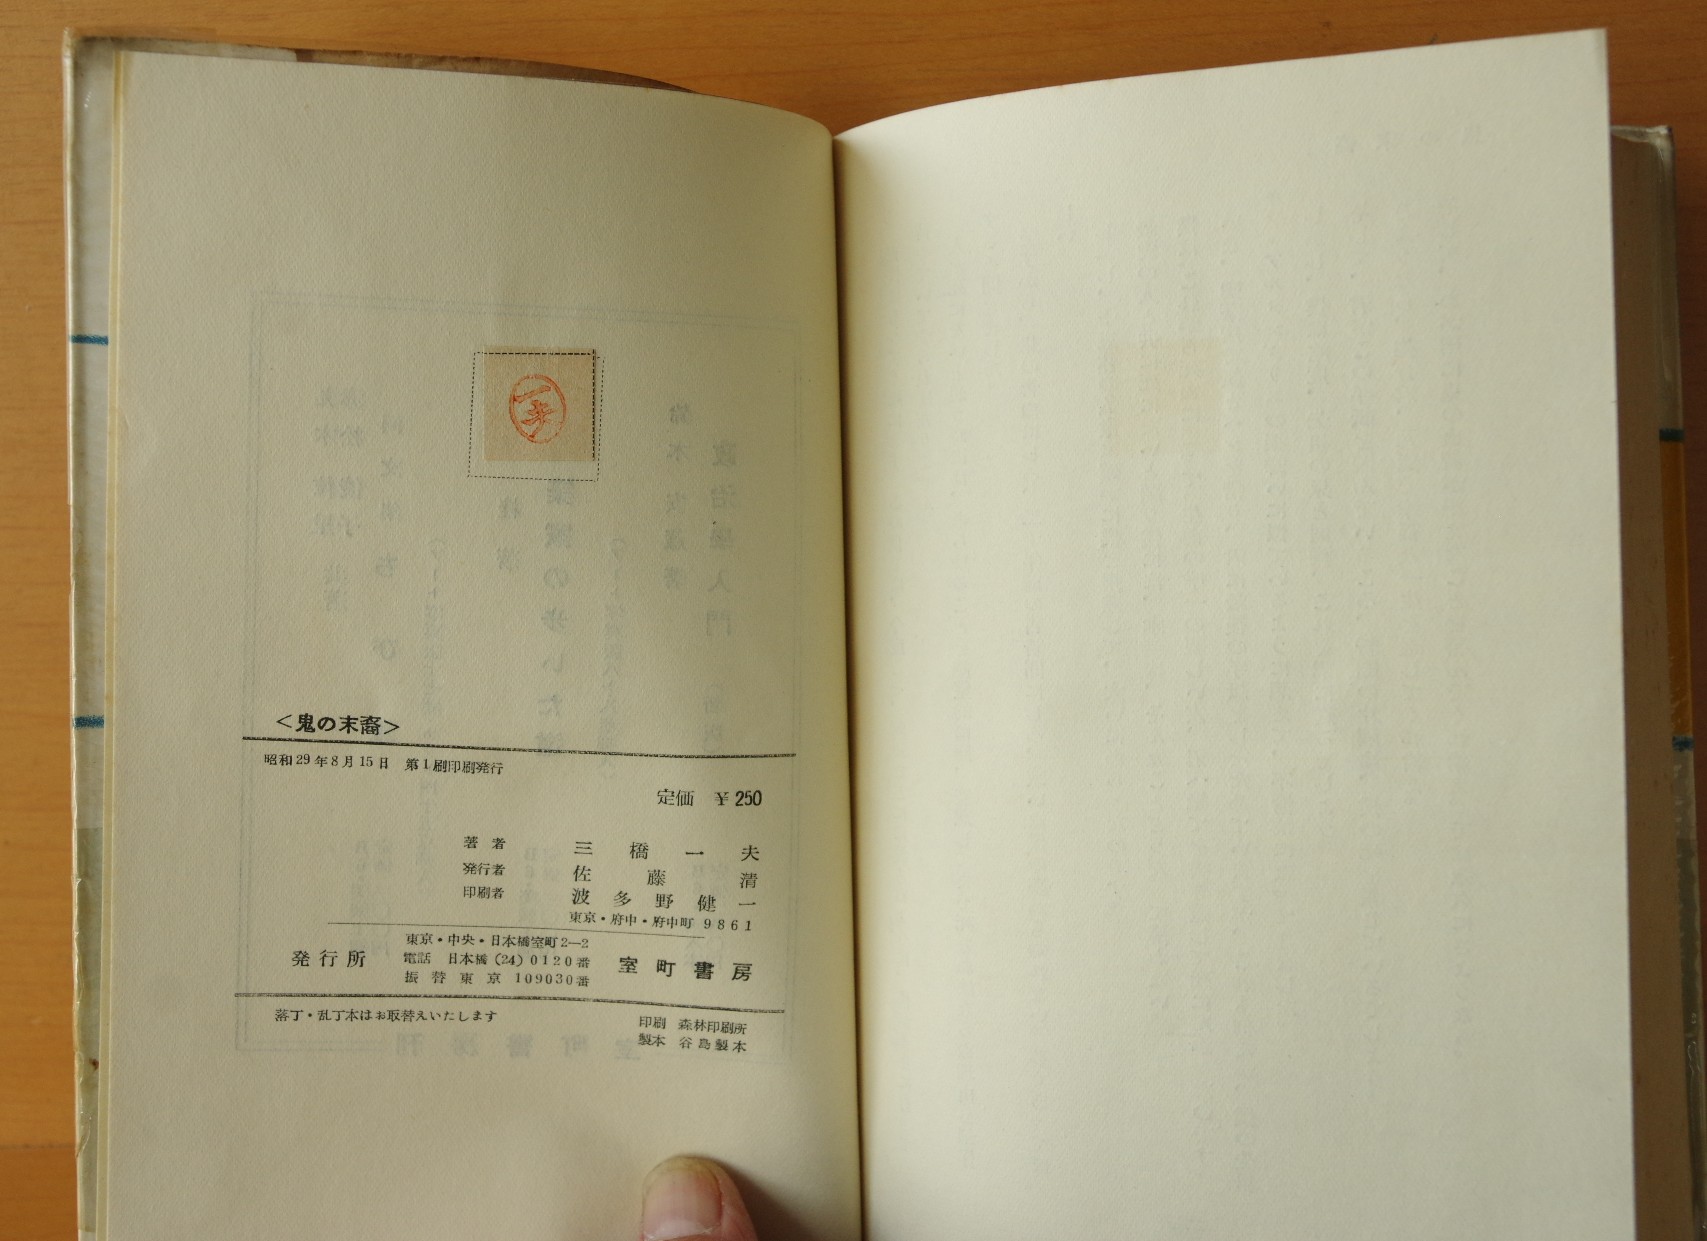 一夫
<鬼の末裔>
昭和29年8月15日 第1刷印刷発行
定価 ¥250
著者 三橋一夫
発行者 佐藤清
印刷者 波多野健一
東京・府中・府中町 9861
東京・中央・日本橋室町2—2
発行所 電話 日本橋(24)0120番 室町書房
振替東京 109030番
落丁・乱丁本はお取替えいたします
印刷 森林印刷所
製本 谷島製本